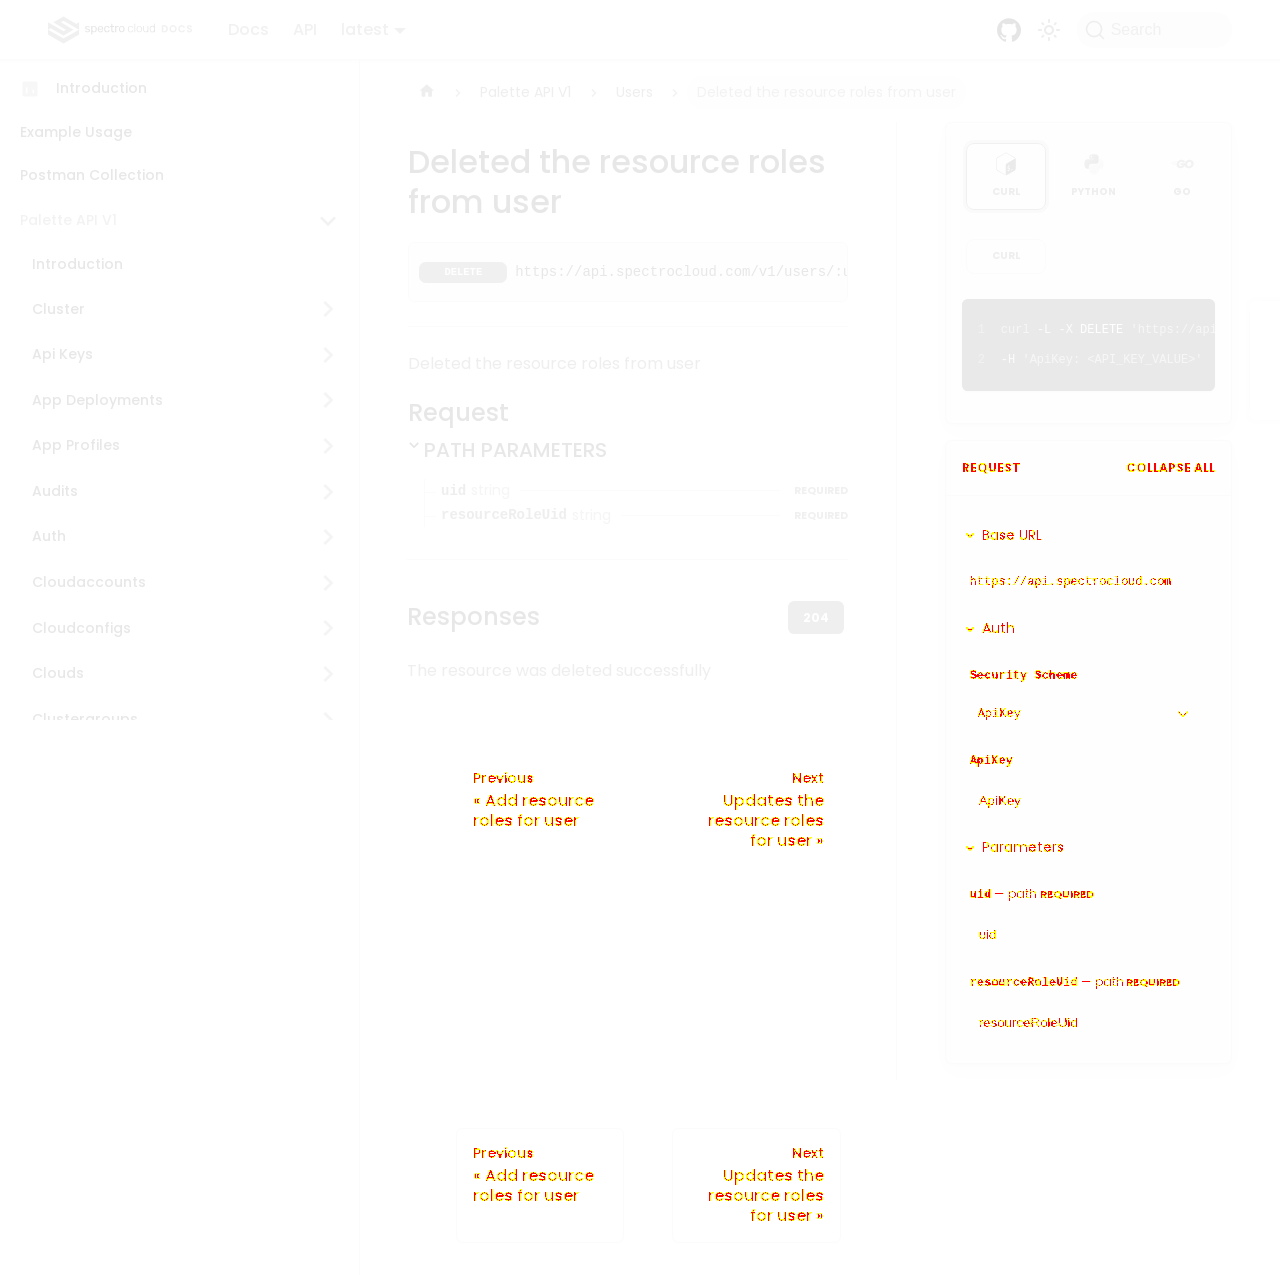 spectro cloud DOCS
Docs
API
latest
Search
Introduction
Example Usage
Postman Collection
Palette API V1
Introduction
Cluster
Api Keys
App Deployments
App Profiles
Audits
Auth
Cloudaccounts
Cloudconfigs
Clouds
Clustergroups
Palette API V1
Users
Deleted the resource roles from user
Deleted the resource roles
from user
DELETE https://api.spectrocloud.com/v1/users/:u
Deleted the resource roles from user
Request
PATH PARAMETERS
uid string REQUIRED
resourceRoleUid string REQUIRED
Responses
204
The resource was deleted successfully
Previous
« Add resource
roles for user
Next
Updates the
resource roles
for user »
Previous
« Add resource
roles for user
Next
Updates the
resource roles
for user »
CURL
PYTHON
GO
CURL
1 curl -L -X DELETE 'https://api
2 -H 'ApiKey: <API_KEY_VALUE>'
REQUEST
COLLAPSE ALL
Base URL
https://api.spectrocloud.com
Auth
Security Scheme
ApiKey
ApiKey
ApiKey
Parameters
uid — path REQUIRED
uid
resourceRoleUid — path REQUIRED
resourceRoleUid